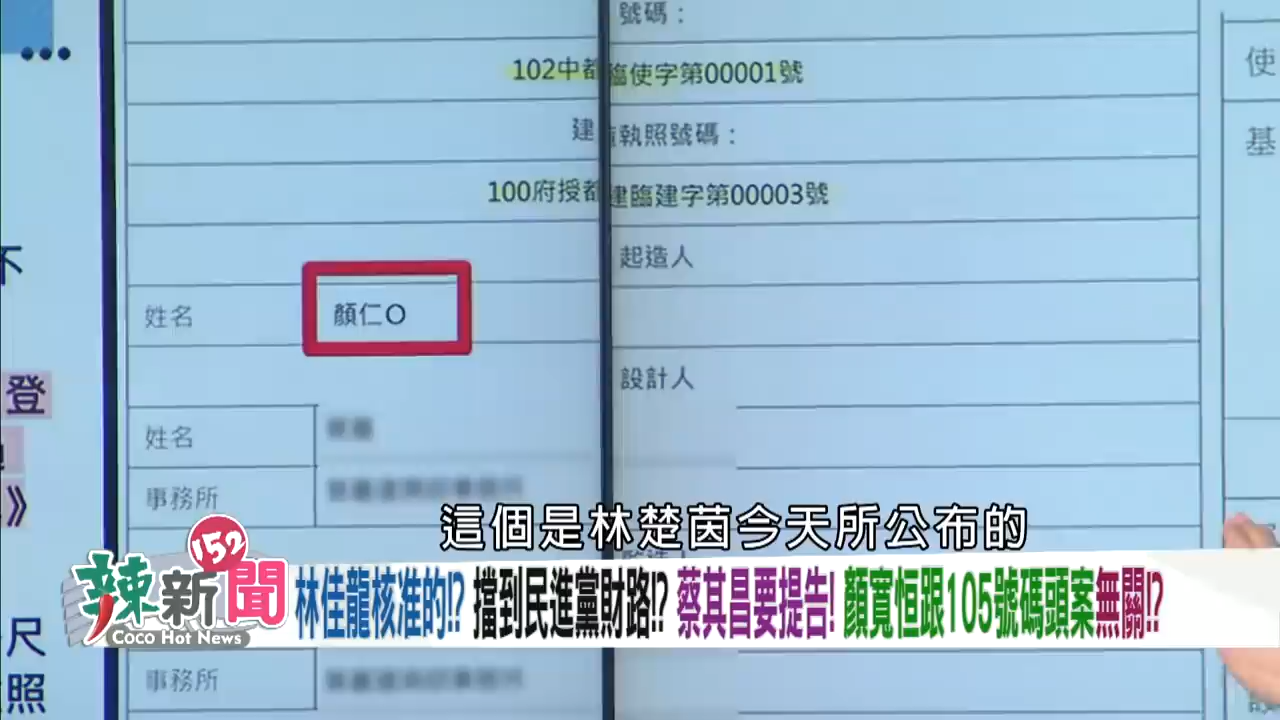 號碼：
102中都臨使字第00001號
建造執照號碼：
100府授都建臨建字第00003號
起造人
姓名 顏仁O
設計人
姓名
事務所
事務所
不
登
》
尺
照
使
基
這個是林楚茵今天所公布的
辣新聞 152
Coco Hot News
林佳龍核准的!? 擋到民進黨財路!? 蔡其昌要提告! 顏寬恒跟105號碼頭案無關!?